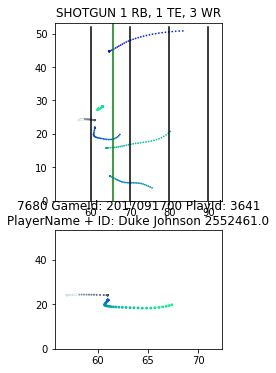 SHOTGUN 1 RB, 1 TE, 3 WR
50
40
30
20
10
0
60 70 80 90
7680 GameId: 2017091700 PlayId: 3641
PlayerName + ID: Duke Johnson 2552461.0
40
20
0
60 65 70